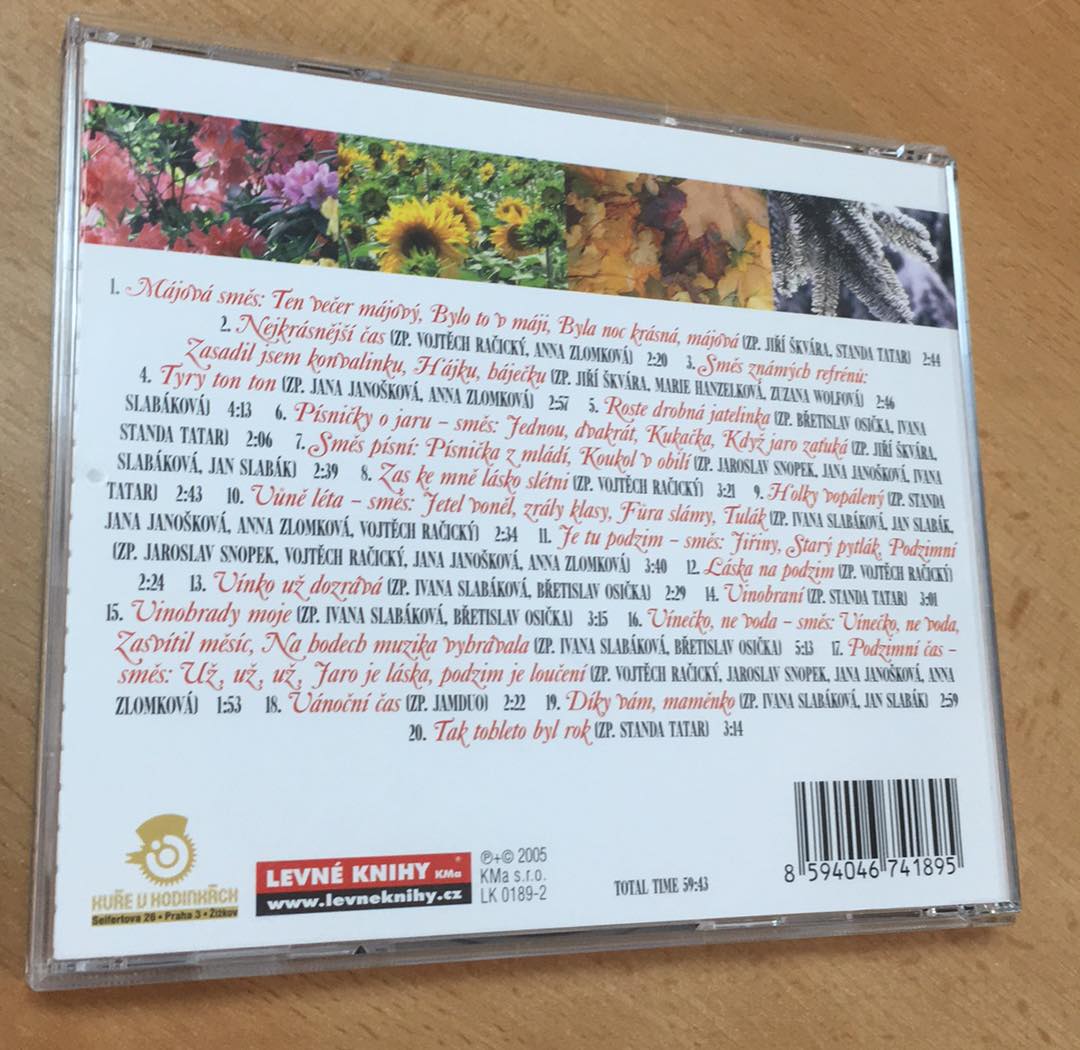 1. Májová směs: Ten večer májový, Bylo to v máji, Byla noc krásná, májová (ZP. JIŘÍ ŠKVÁRA, STANDA TATAR) 2:44
2. Nejkrásnější čas (ZP. VOJTĚCH RAČICKÝ, ANNA ZLOMKOVÁ) 2:20 3. Směs známých refrénů:
Zasadil jsem konvalinku, Hájku, háječku (ZP. JIŘÍ ŠKVÁRA, MARIE HANZELKOVÁ, ZUZANA WOLFOVÁ) 2:46
4. Tyry ton ton (ZP. JANA JANOŠKOVÁ, ANNA ZLOMKOVÁ) 2:57 5. Roste drobná jatelinka (ZP. BŘETISLAV OSIČKA, IVANA
SLABÁKOVÁ) 4:13 6. Písničky o jaru – směs: Jednou, dvakrát, Kukačka, Když jaro zaťuká (ZP. JIŘÍ ŠKVÁRA,
STANDA TATAR) 2:06 7. Směs písní: Písnička z mládí, Koukol v obilí (ZP. JAROSLAV SNOPEK, JANA JANOŠKOVÁ, IVANA
SLABÁKOVÁ, JAN SLABÁK) 2:39 8. Zas ke mně lásko slétni (ZP. VOJTĚCH RAČICKÝ) 3:21 9. Holky vopálený (ZP. STANDA
TATAR) 2:43 10. Vůně léta – směs: Jetel voněl, zrály klasy, Fůra slámy, Tulák (ZP. IVANA SLABÁKOVÁ, JAN SLABÁK,
JANA JANOŠKOVÁ, ANNA ZLOMKOVÁ, VOJTĚCH RAČICKÝ) 2:34 11. Je tu podzim – směs: Jiřiny, Starý pytlák, Podzimní
(ZP. JAROSLAV SNOPEK, VOJTĚCH RAČICKÝ, JANA JANOŠKOVÁ, ANNA ZLOMKOVÁ) 3:40 12. Láska na podzim (ZP. VOJTĚCH RAČICKÝ)
2:24 13. Vínko už dozrává (ZP. IVANA SLABÁKOVÁ, BŘETISLAV OSIČKA) 2:29 14. Vinobraní (ZP. STANDA TATAR) 3:01
15. Vinohrady moje (ZP. IVANA SLABÁKOVÁ, BŘETISLAV OSIČKA) 3:15 16. Vínečko, ne voda – směs: Vínečko, ne voda,
Zasvítil měsíc, Na hodech muzika vyhrávala (ZP. IVANA SLABÁKOVÁ, BŘETISLAV OSIČKA) 5:13 17. Podzimní čas –
směs: Už, už, už, Jaro je láska, podzim je loučení (ZP. VOJTĚCH RAČICKÝ, JAROSLAV SNOPEK, JANA JANOŠKOVÁ, ANNA
ZLOMKOVÁ) 1:53 18. Vánoční čas (ZP. JAMDUO) 2:22 19. Díky vám, maměnko (ZP. IVANA SLABÁKOVÁ, JAN SLABÁK) 2:59
20. Tak tohleto byl rok (ZP. STANDA TATAR) 3:14
KUŘE V HODINKÁCH
Seifertova 26 • Praha 3 • Žižkov
LEVNÉ KNIHY KMa ®
www.levneknihy.cz
℗+© 2005
KMa s.r.o.
LK 0189-2
TOTAL TIME 59:43
8 594046 741895